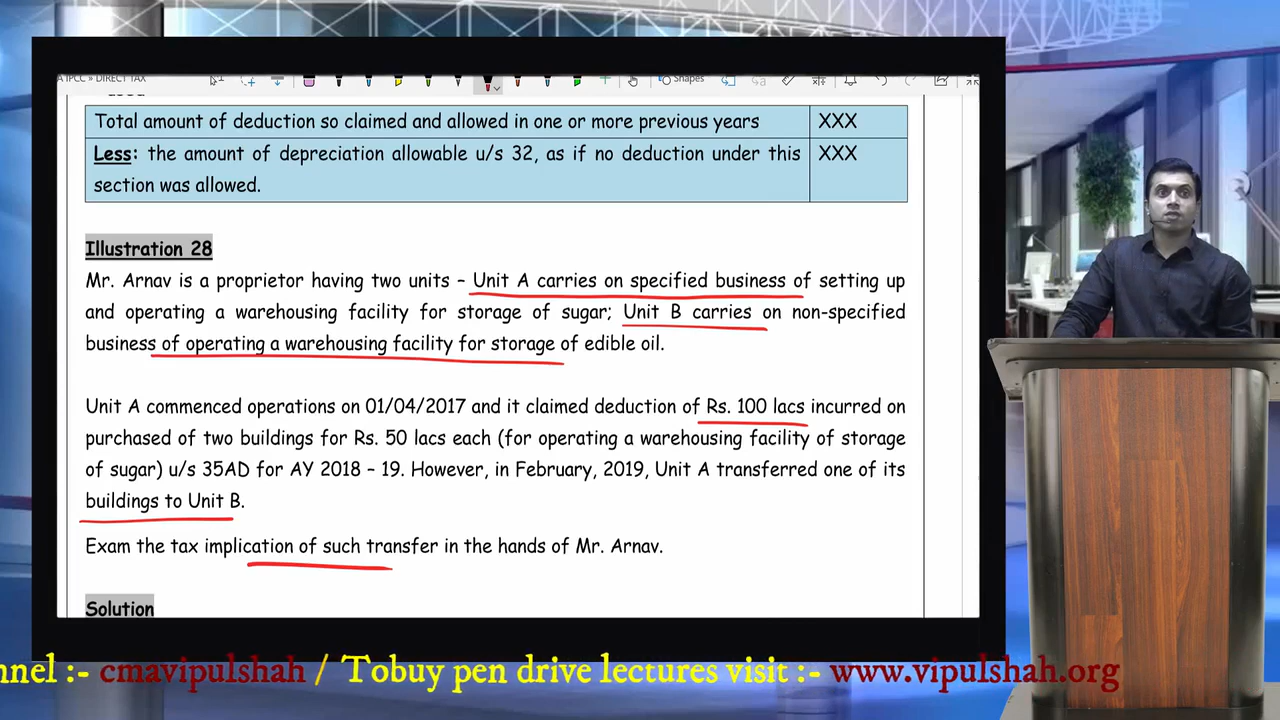 A IPCC » DIRECT TAX
Shapes
Total amount of deduction so claimed and allowed in one or more previous years XXX
Less: the amount of depreciation allowable u/s 32, as if no deduction under this XXX
section was allowed.
Illustration 28
Mr. Arnav is a proprietor having two units – Unit A carries on specified business of setting up
and operating a warehousing facility for storage of sugar; Unit B carries on non-specified
business of operating a warehousing facility for storage of edible oil.
Unit A commenced operations on 01/04/2017 and it claimed deduction of Rs. 100 lacs incurred on
purchased of two buildings for Rs. 50 lacs each (for operating a warehousing facility of storage
of sugar) u/s 35AD for AY 2018 – 19. However, in February, 2019, Unit A transferred one of its
buildings to Unit B.
Exam the tax implication of such transfer in the hands of Mr. Arnav.
Solution
nnel :- cmavipulshah / Tobuy pen drive lectures visit :- www.vipulshah.org